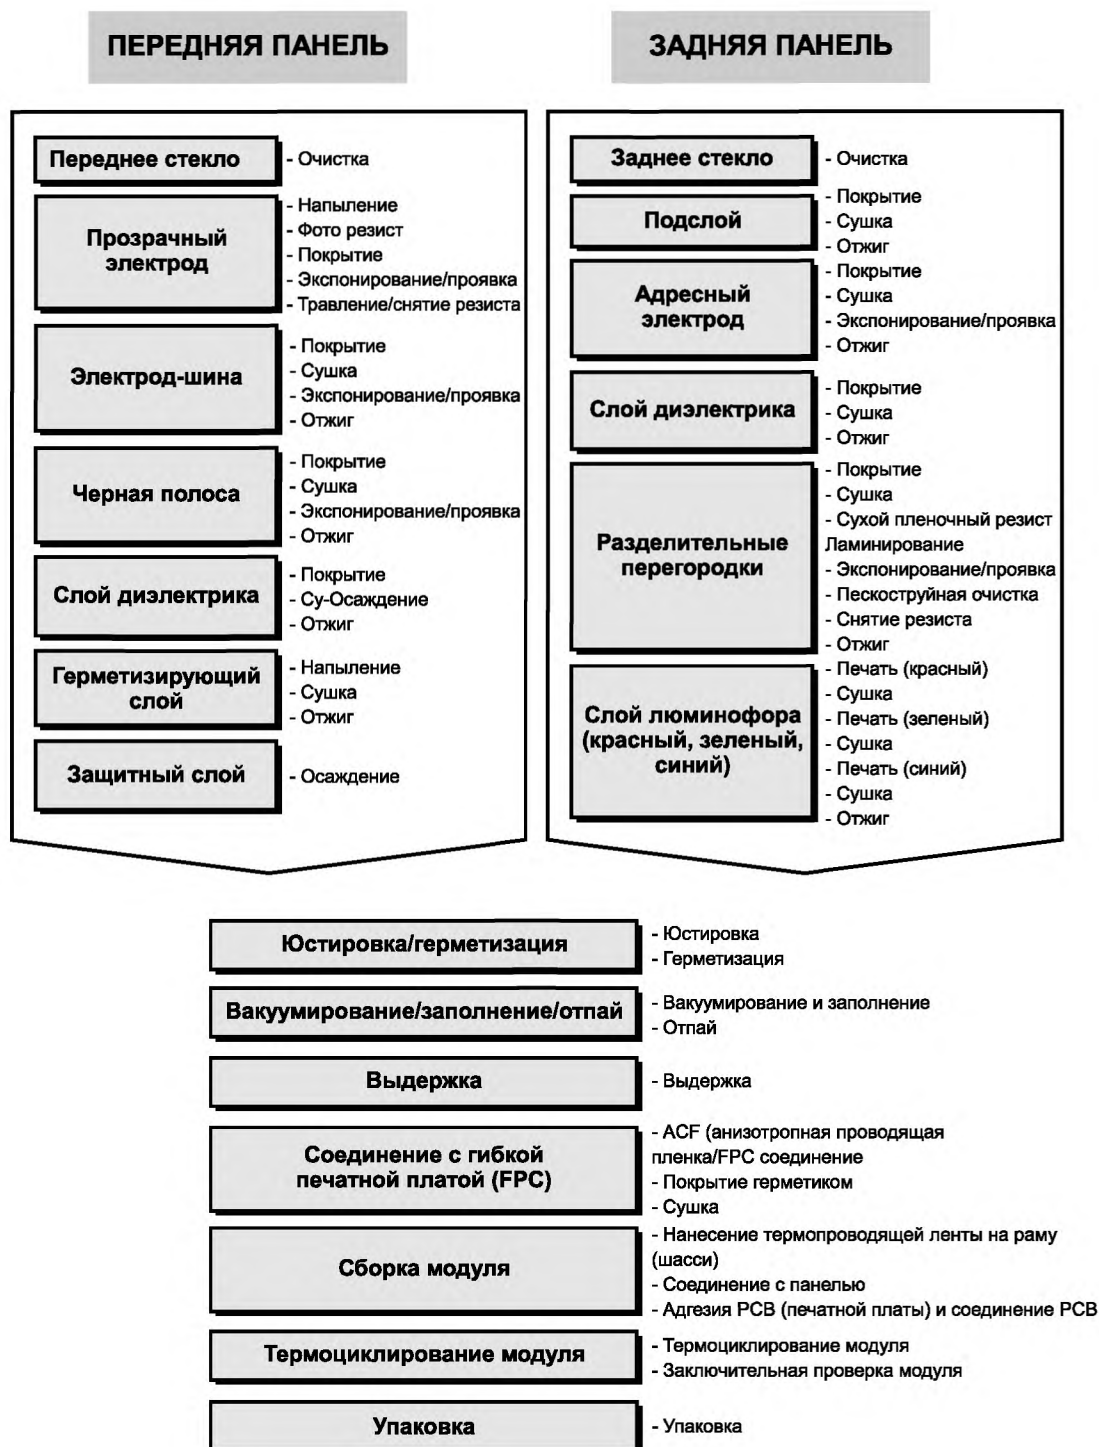 ПЕРЕДНЯЯ ПАНЕЛЬ
Переднее стекло
- Очистка
Прозрачный
электрод
- Напыление
- Фото резист
- Покрытие
- Экспонирование/проявка
- Травление/снятие резиста
Электрод-шина
- Покрытие
- Сушка
- Экспонирование/проявка
- Отжиг
Черная полоса
- Покрытие
- Сушка
- Экспонирование/проявка
- Отжиг
Слой диэлектрика
- Покрытие
- Су-Осаждение
- Отжиг
Герметизирующий
слой
- Напыление
- Сушка
- Отжиг
Защитный слой
- Осаждение
ЗАДНЯЯ ПАНЕЛЬ
Заднее стекло
- Очистка
Подслой
- Покрытие
- Сушка
- Отжиг
Адресный
электрод
- Покрытие
- Сушка
- Экспонирование/проявка
- Отжиг
Слой диэлектрика
- Покрытие
- Сушка
- Отжиг
Разделительные
перегородки
- Покрытие
- Сушка
- Сухой пленочный резист
Ламинирование
- Экспонирование/проявка
- Пескоструйная очистка
- Снятие резиста
- Отжиг
Слой люминофора
(красный, зеленый,
синий)
- Печать (красный)
- Сушка
- Печать (зеленый)
- Сушка
- Печать (синий)
- Сушка
- Отжиг
Юстировка/герметизация
- Юстировка
- Герметизация
Вакуумирование/заполнение/отпай
- Вакуумирование и заполнение
- Отпай
Выдержка
- Выдержка
Соединение с гибкой
печатной платой (FPC)
- ACF (анизотропная проводящая
пленка/FPC соединение
- Покрытие герметиком
- Сушка
Сборка модуля
- Нанесение термопроводящей ленты на раму
(шасси)
- Соединение с панелью
- Адгезия PCB (печатной платы) и соединение PCB
Термоциклирование модуля
- Термоциклирование модуля
- Заключительная проверка модуля
Упаковка
- Упаковка